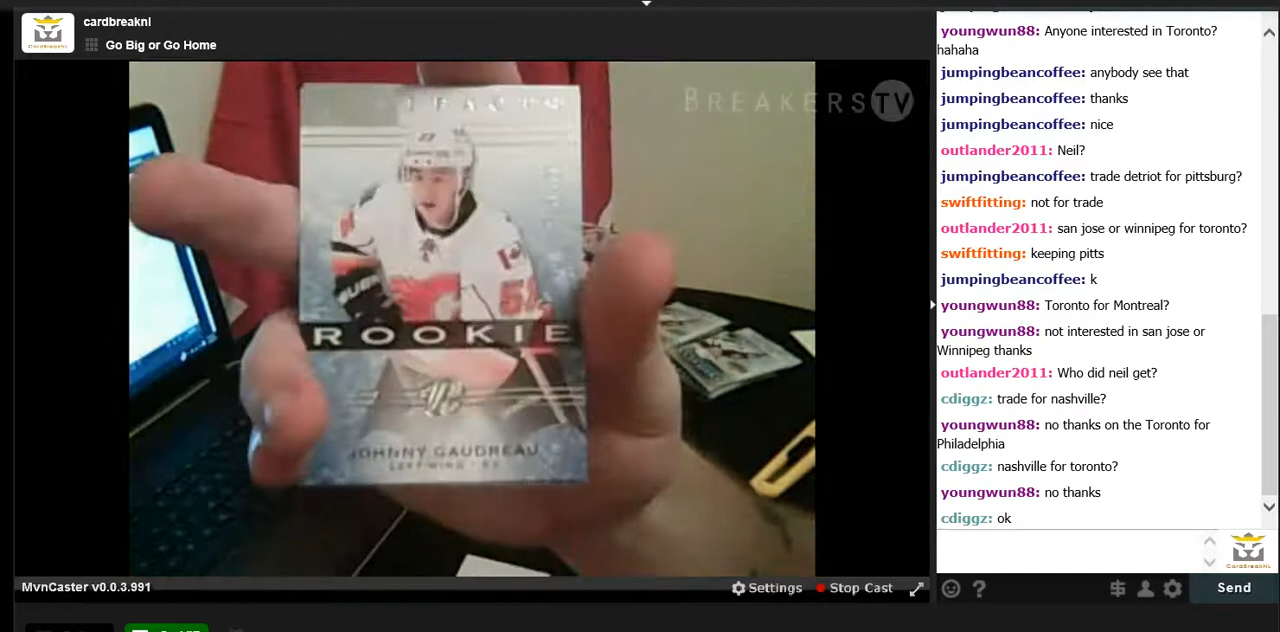 cardbreaknl
Go Big or Go Home
BREAKERSTV
ROOKIE
JOHNNY GAUDREAU
LEFT WING
MvnCaster v0.0.3.991
Settings
Stop Cast
youngwun88: Anyone interested in Toronto?
hahaha
jumpingbeancoffee: anybody see that
jumpingbeancoffee: thanks
jumpingbeancoffee: nice
outlander2011: Neil?
jumpingbeancoffee: trade detriot for pittsburg?
swiftfitting: not for trade
outlander2011: san jose or winnipeg for toronto?
swiftfitting: keeping pitts
jumpingbeancoffee: k
youngwun88: Toronto for Montreal?
youngwun88: not interested in san jose or
Winnipeg thanks
outlander2011: Who did neil get?
cdiggz: trade for nashville?
youngwun88: no thanks on the Toronto for
Philadelphia
cdiggz: nashville for toronto?
youngwun88: no thanks
cdiggz: ok
CardBreakNL
Send